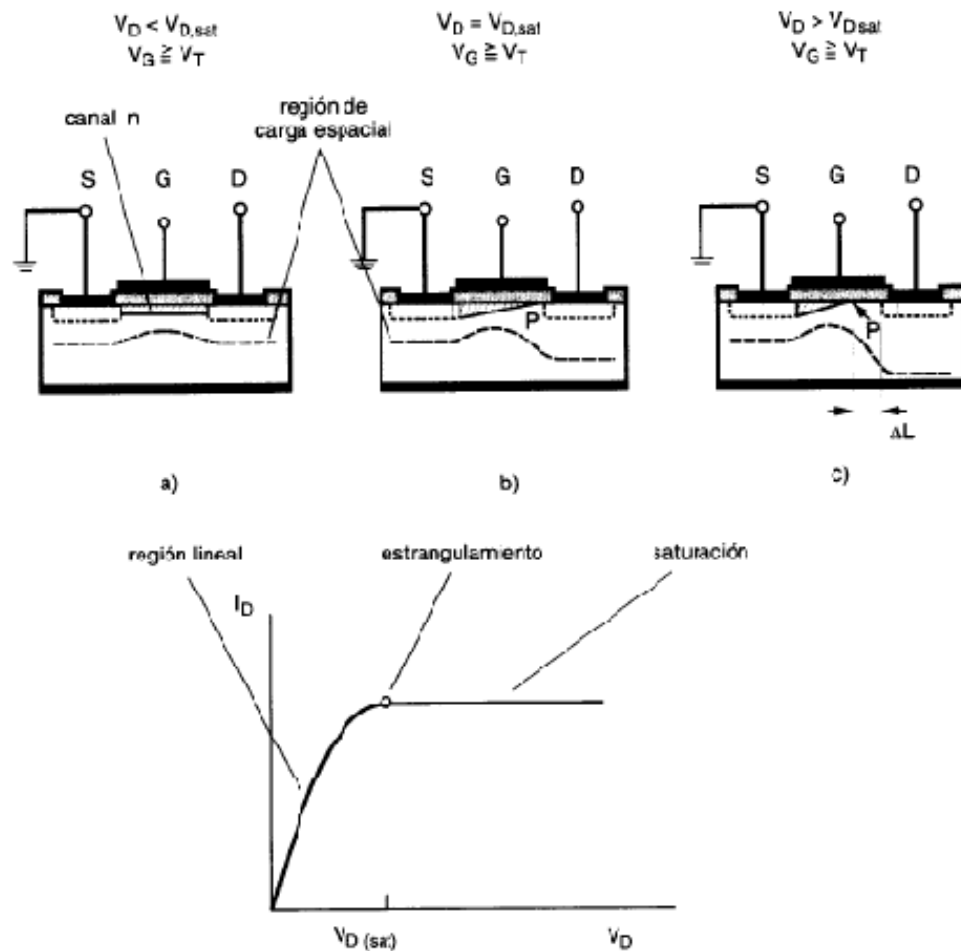 V_D < V_D,sat
V_G ≧ V_T
V_D = V_D,sat
V_G ≧ V_T
V_D > V_Dsat
V_G ≧ V_T
canal n
región de
carga espacial
S G D
S G D
S G D
P
P
ΔL
a)
b)
c)
región lineal
estrangulamiento
saturación
I_D
V_D (sat)
V_D